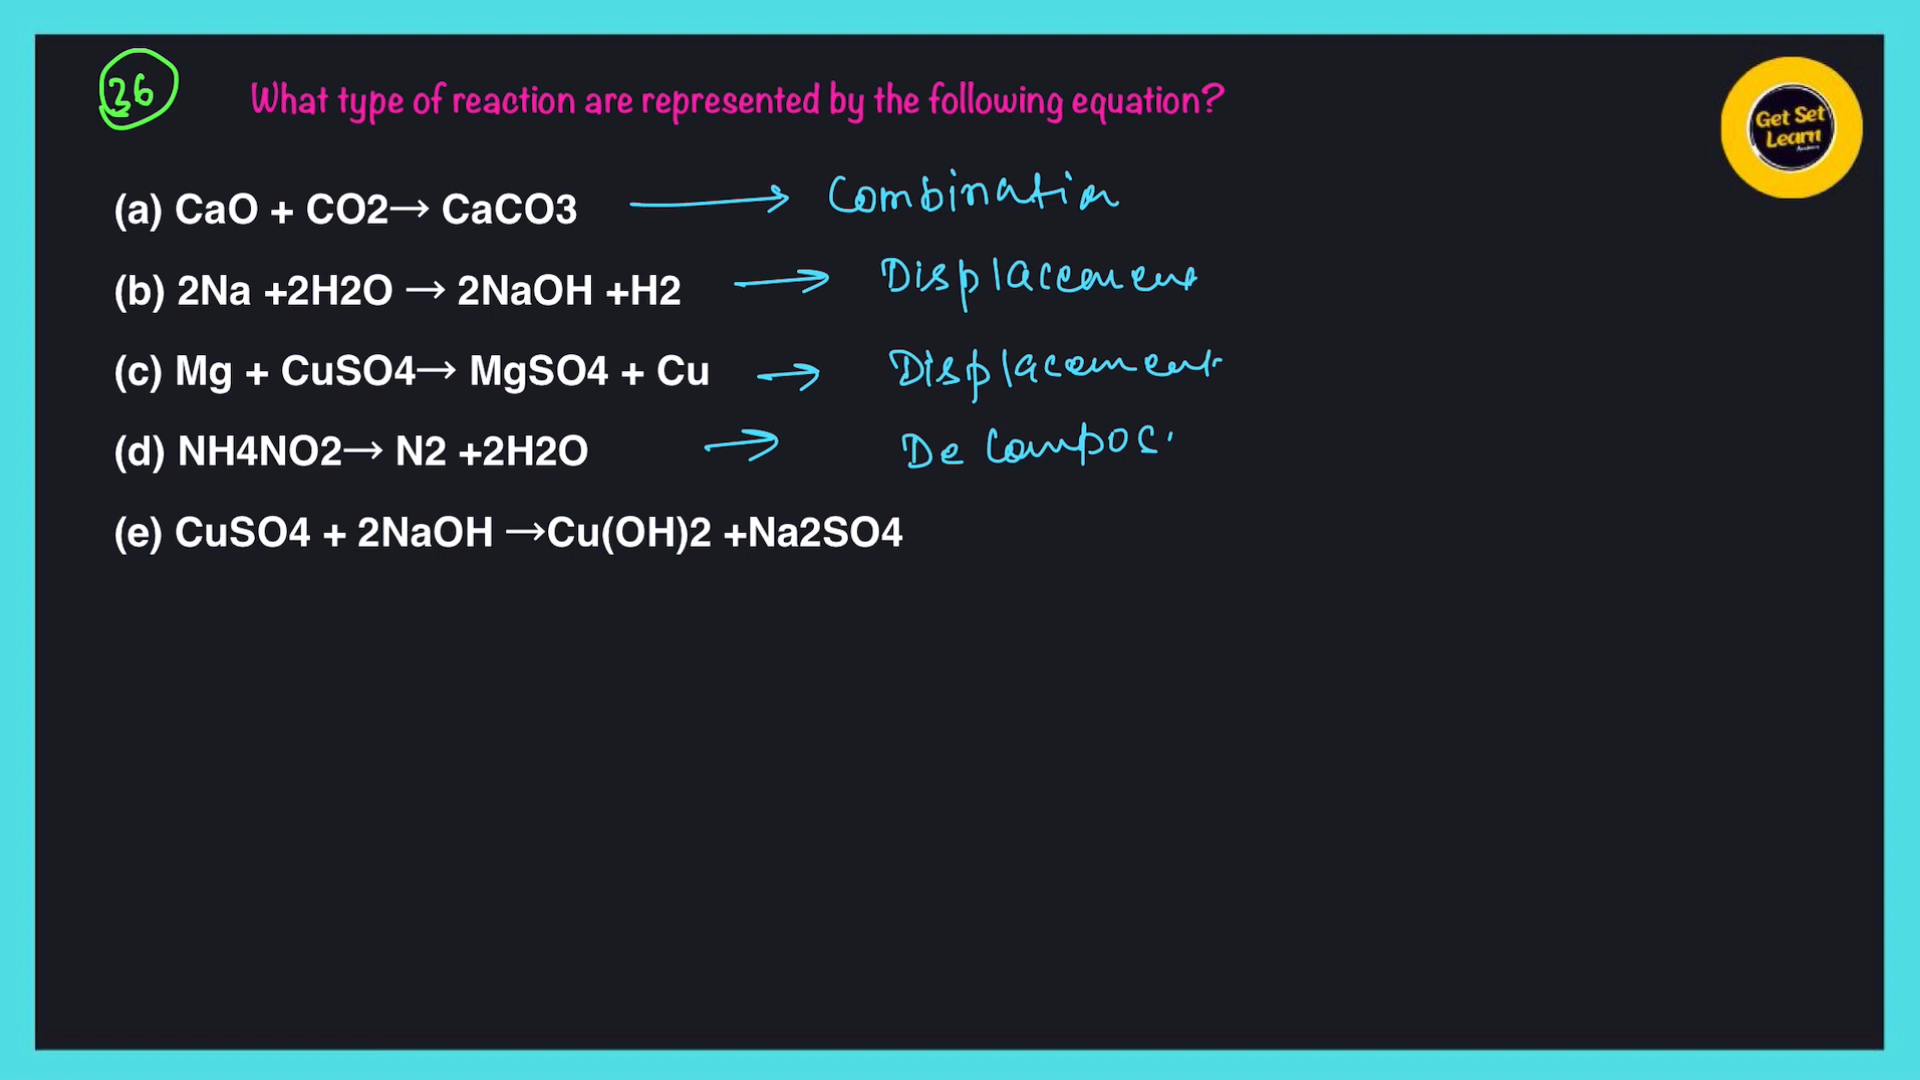 36 What type of reaction are represented by the following equation?
Get Set
Learn
(a) CaO + CO2→ CaCO3 → Combination
(b) 2Na +2H2O → 2NaOH +H2 → Displacement
(c) Mg + CuSO4→ MgSO4 + Cu → Displacement
(d) NH4NO2→ N2 +2H2O → De compos
(e) CuSO4 + 2NaOH →Cu(OH)2 +Na2SO4